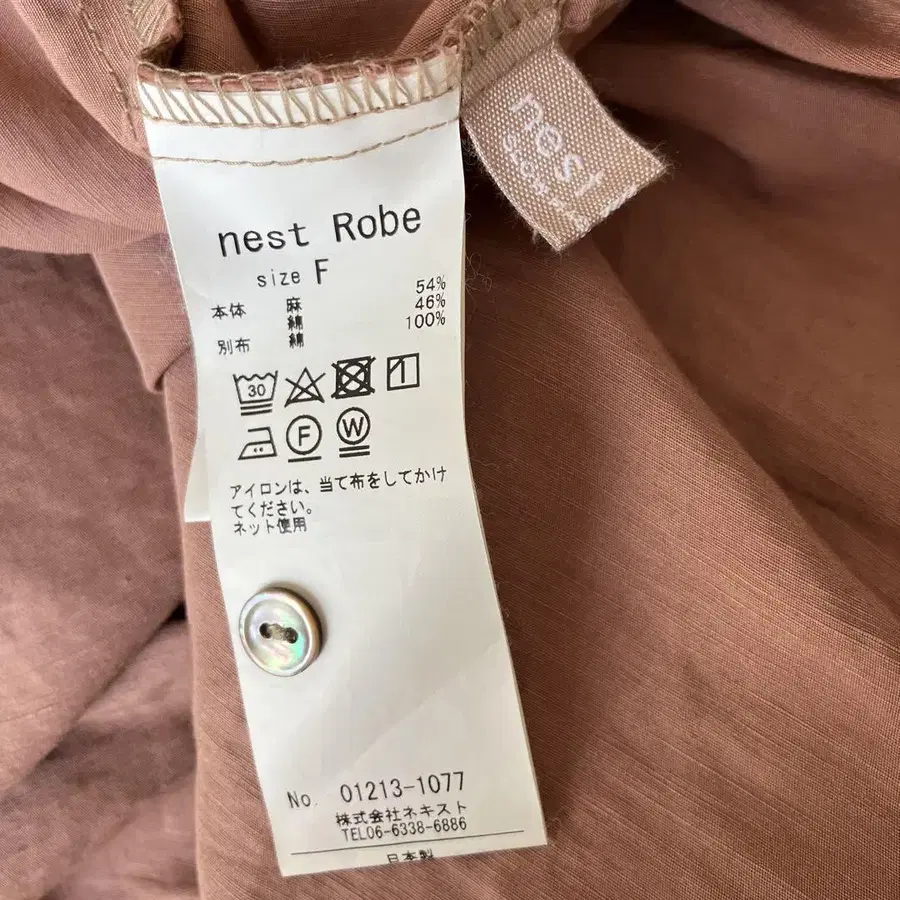 nest Robe
size F
本体 麻 54%
綿 46%
別布 綿 100%
30
F W
アイロンは、当て布をしてかけ
てください。
ネット使用
No. 01213-1077
株式会社ネキスト
TEL06-6338-6886
日本製
nest